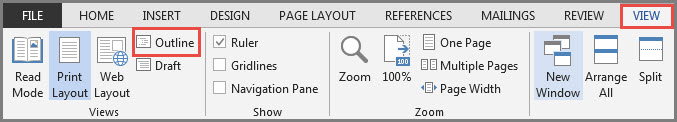 FILE HOME INSERT DESIGN PAGE LAYOUT REFERENCES MAILINGS REVIEW VIEW
Read Mode
Print Layout
Web Layout
Outline
Draft
Views
Ruler
Gridlines
Navigation Pane
Show
Zoom
100%
100
One Page
Multiple Pages
Page Width
Zoom
New Window
Arrange All
Split